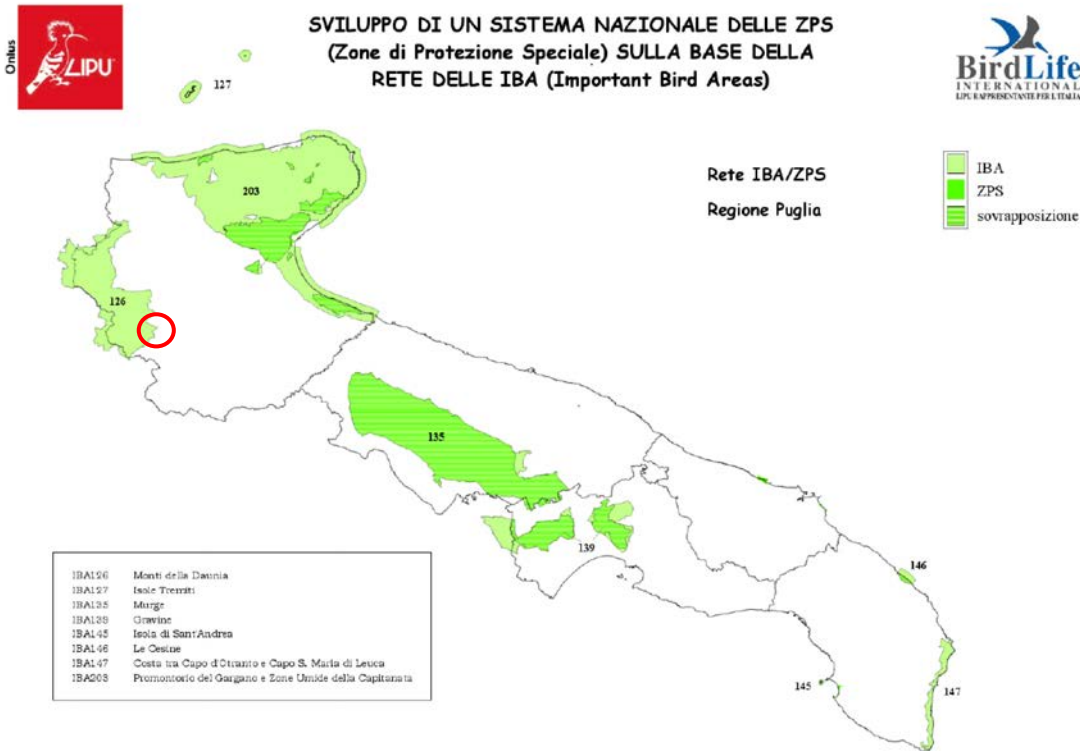 Onlus
LIPU
SVILUPPO DI UN SISTEMA NAZIONALE DELLE ZPS
(Zone di Protezione Speciale) SULLA BASE DELLA
RETE DELLE IBA (Important Bird Areas)
BirdLife
INTERNATIONAL
LIPU RAPPRESENTANTE PER L'ITALIA
127
Rete IBA/ZPS
Regione Puglia
IBA
ZPS
sovrapposizione
203
126
135
139
146
145
147
IBA126 Monti della Daunia
IBA127 Isole Tremiti
IBA135 Murge
IBA139 Gravine
IBA145 Isola di Sant'Andrea
IBA146 Le Cesine
IBA147 Costa tra Capo d'Otranto e Capo S. Maria di Leuca
IBA203 Promontorio del Gargano e Zone Umide della Capitanata